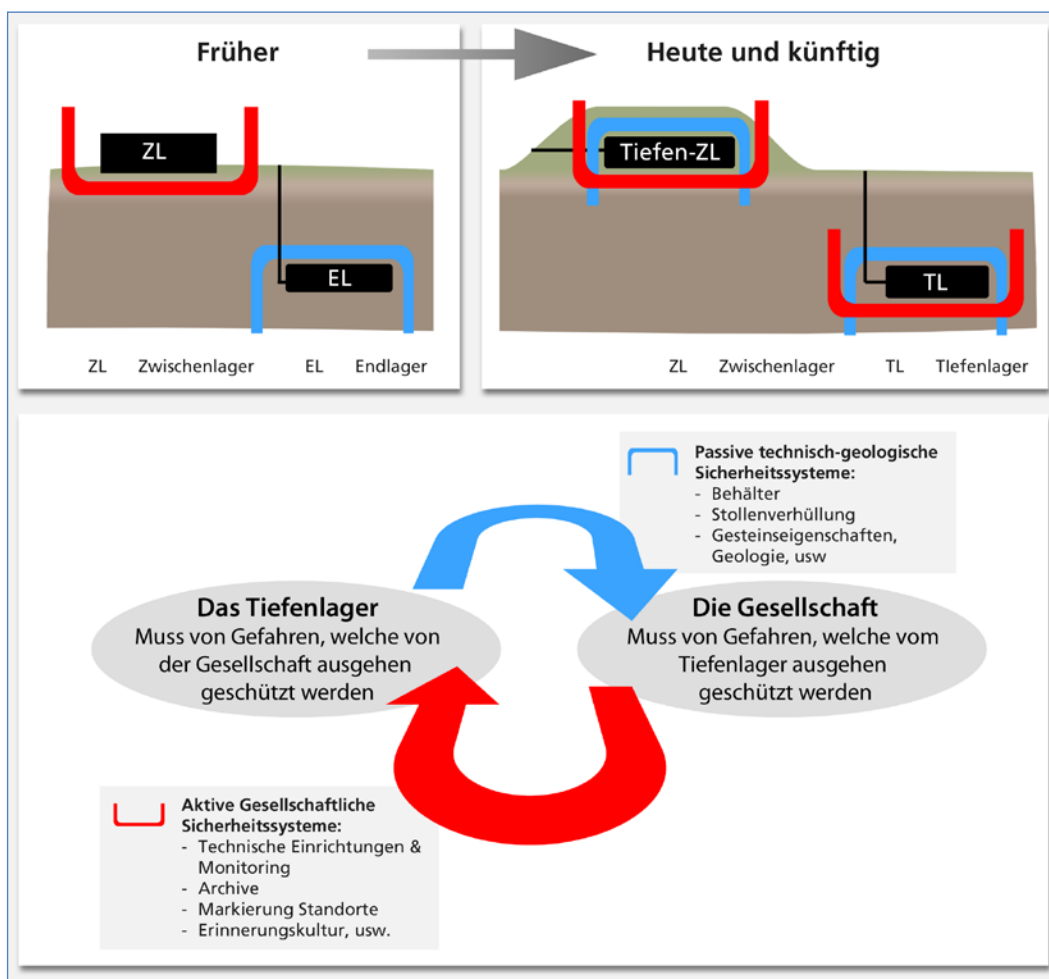 Früher
ZL
EL
ZL Zwischenlager EL Endlager
Heute und künftig
Tiefen-ZL
TL
ZL Zwischenlager TL TIefenlager
Passive technisch-geologische
Sicherheitssysteme:
- Behälter
- Stollenverhüllung
- Gesteinseigenschaften,
Geologie, usw
Das Tiefenlager
Muss von Gefahren, welche von
der Gesellschaft ausgehen
geschützt werden
Die Gesellschaft
Muss von Gefahren, welche vom
Tiefenlager ausgehen
geschützt werden
Aktive Gesellschaftliche
Sicherheitssysteme:
- Technische Einrichtungen &
Monitoring
- Archive
- Markierung Standorte
- Erinnerungskultur, usw.